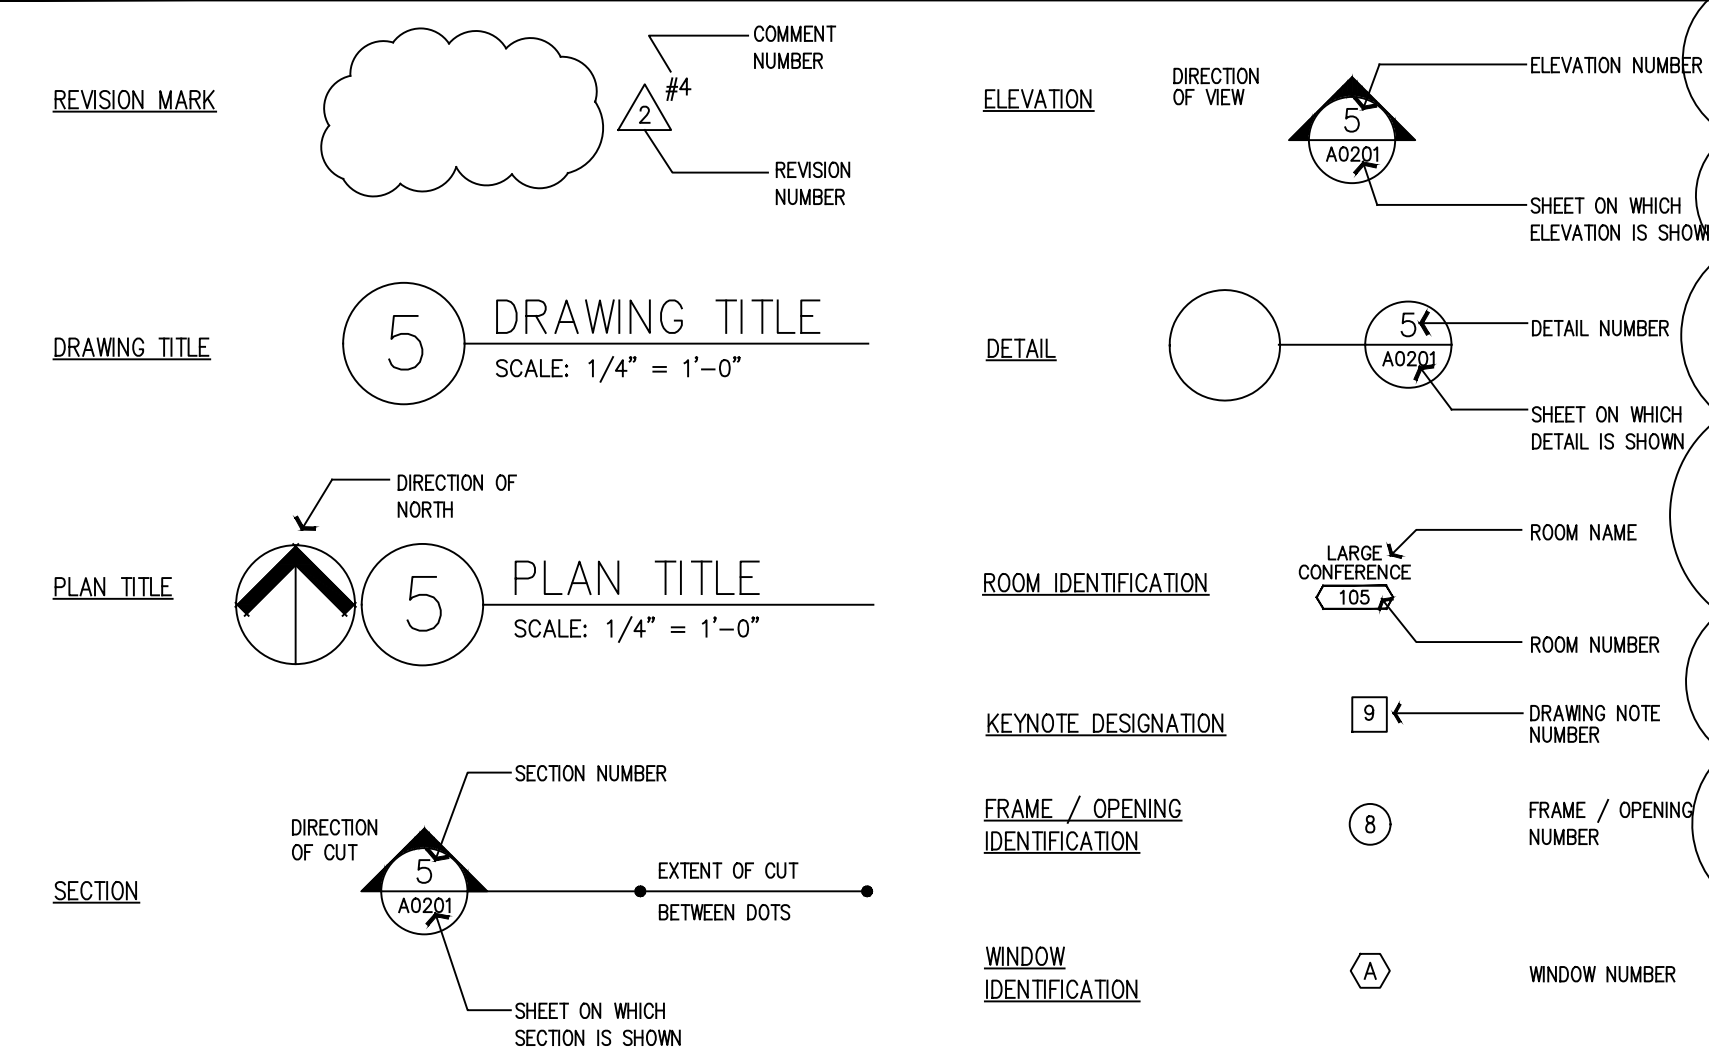 REVISION MARK
COMMENT
NUMBER
#4
2
REVISION
NUMBER
DRAWING TITLE
5
DRAWING TITLE
SCALE: 1/4" = 1'-0"
DIRECTION OF
NORTH
PLAN TITLE
5
PLAN TITLE
SCALE: 1/4" = 1'-0"
SECTION NUMBER
DIRECTION
OF CUT
SECTION
5
A0201
EXTENT OF CUT
BETWEEN DOTS
SHEET ON WHICH
SECTION IS SHOWN
ELEVATION
DIRECTION
OF VIEW
ELEVATION NUMBER
5
A0201
SHEET ON WHICH
ELEVATION IS SHOWN
DETAIL
5
A0201
DETAIL NUMBER
SHEET ON WHICH
DETAIL IS SHOWN
ROOM IDENTIFICATION
LARGE
CONFERENCE
105
ROOM NAME
ROOM NUMBER
KEYNOTE DESIGNATION
9
DRAWING NOTE
NUMBER
FRAME / OPENING
IDENTIFICATION
8
FRAME / OPENING
NUMBER
WINDOW
IDENTIFICATION
A
WINDOW NUMBER